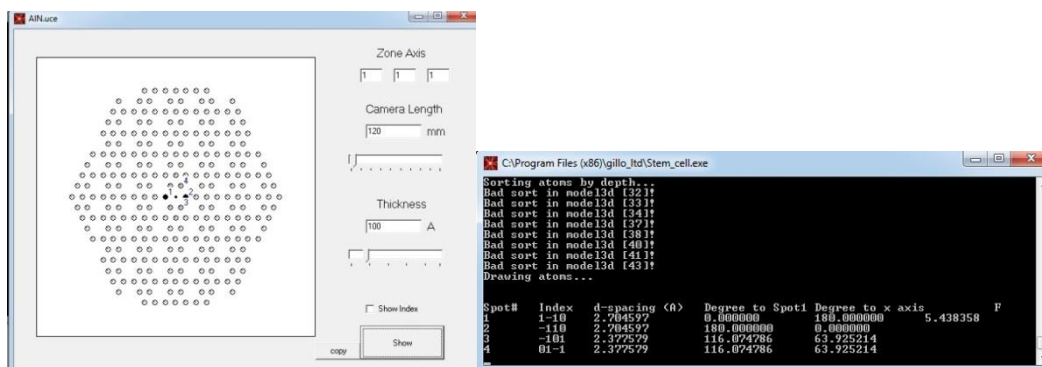 AlN.uce
Zone Axis
1 1 1
Camera Length
120 mm
Thickness
100 A
Show Index
copy Show
4
1 2
3
C:\Program Files (x86)\gillo_ltd\Stem_cell.exe
Sorting atoms by depth...
Bad sort in model3d [32]!
Bad sort in model3d [33]!
Bad sort in model3d [34]!
Bad sort in model3d [37]!
Bad sort in model3d [38]!
Bad sort in model3d [40]!
Bad sort in model3d [41]!
Bad sort in model3d [43]!
Drawing atoms...
Spot# Index d-spacing (A) Degree to Spot1 Degree to x axis F
1 1-10 2.704597 0.000000 180.000000 5.438358
2 -110 2.704597 180.000000 0.000000
3 -101 2.377579 116.074786 63.925214
4 01-1 2.377579 116.074786 63.925214